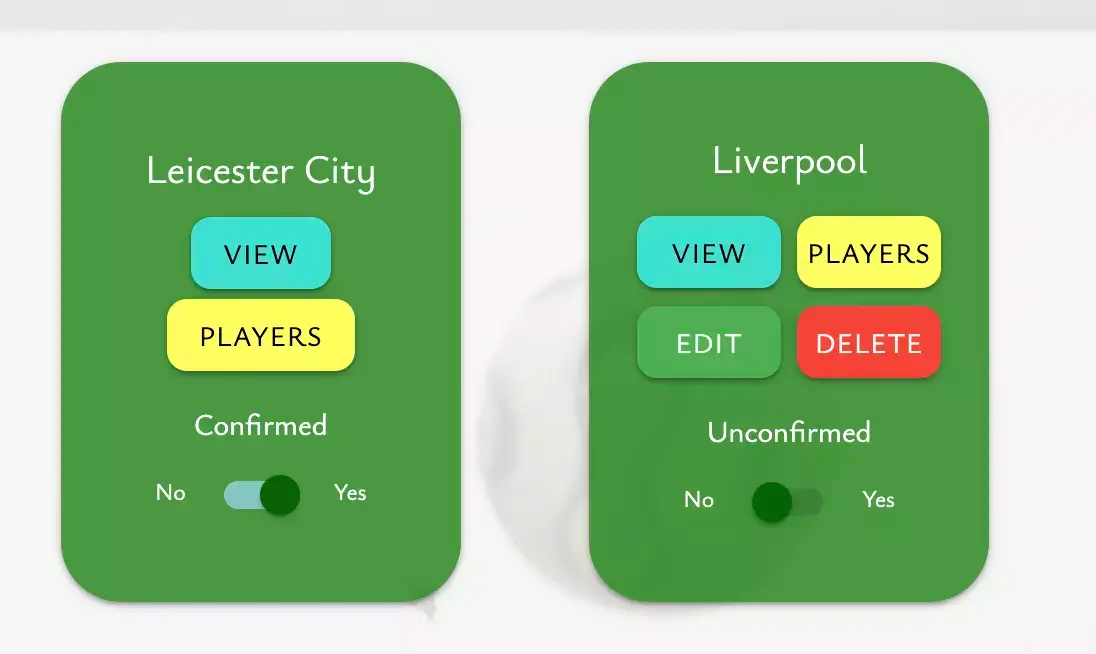 Leicester City
VIEW
PLAYERS
Confirmed
No Yes
Liverpool
VIEW PLAYERS
EDIT DELETE
Unconfirmed
No Yes